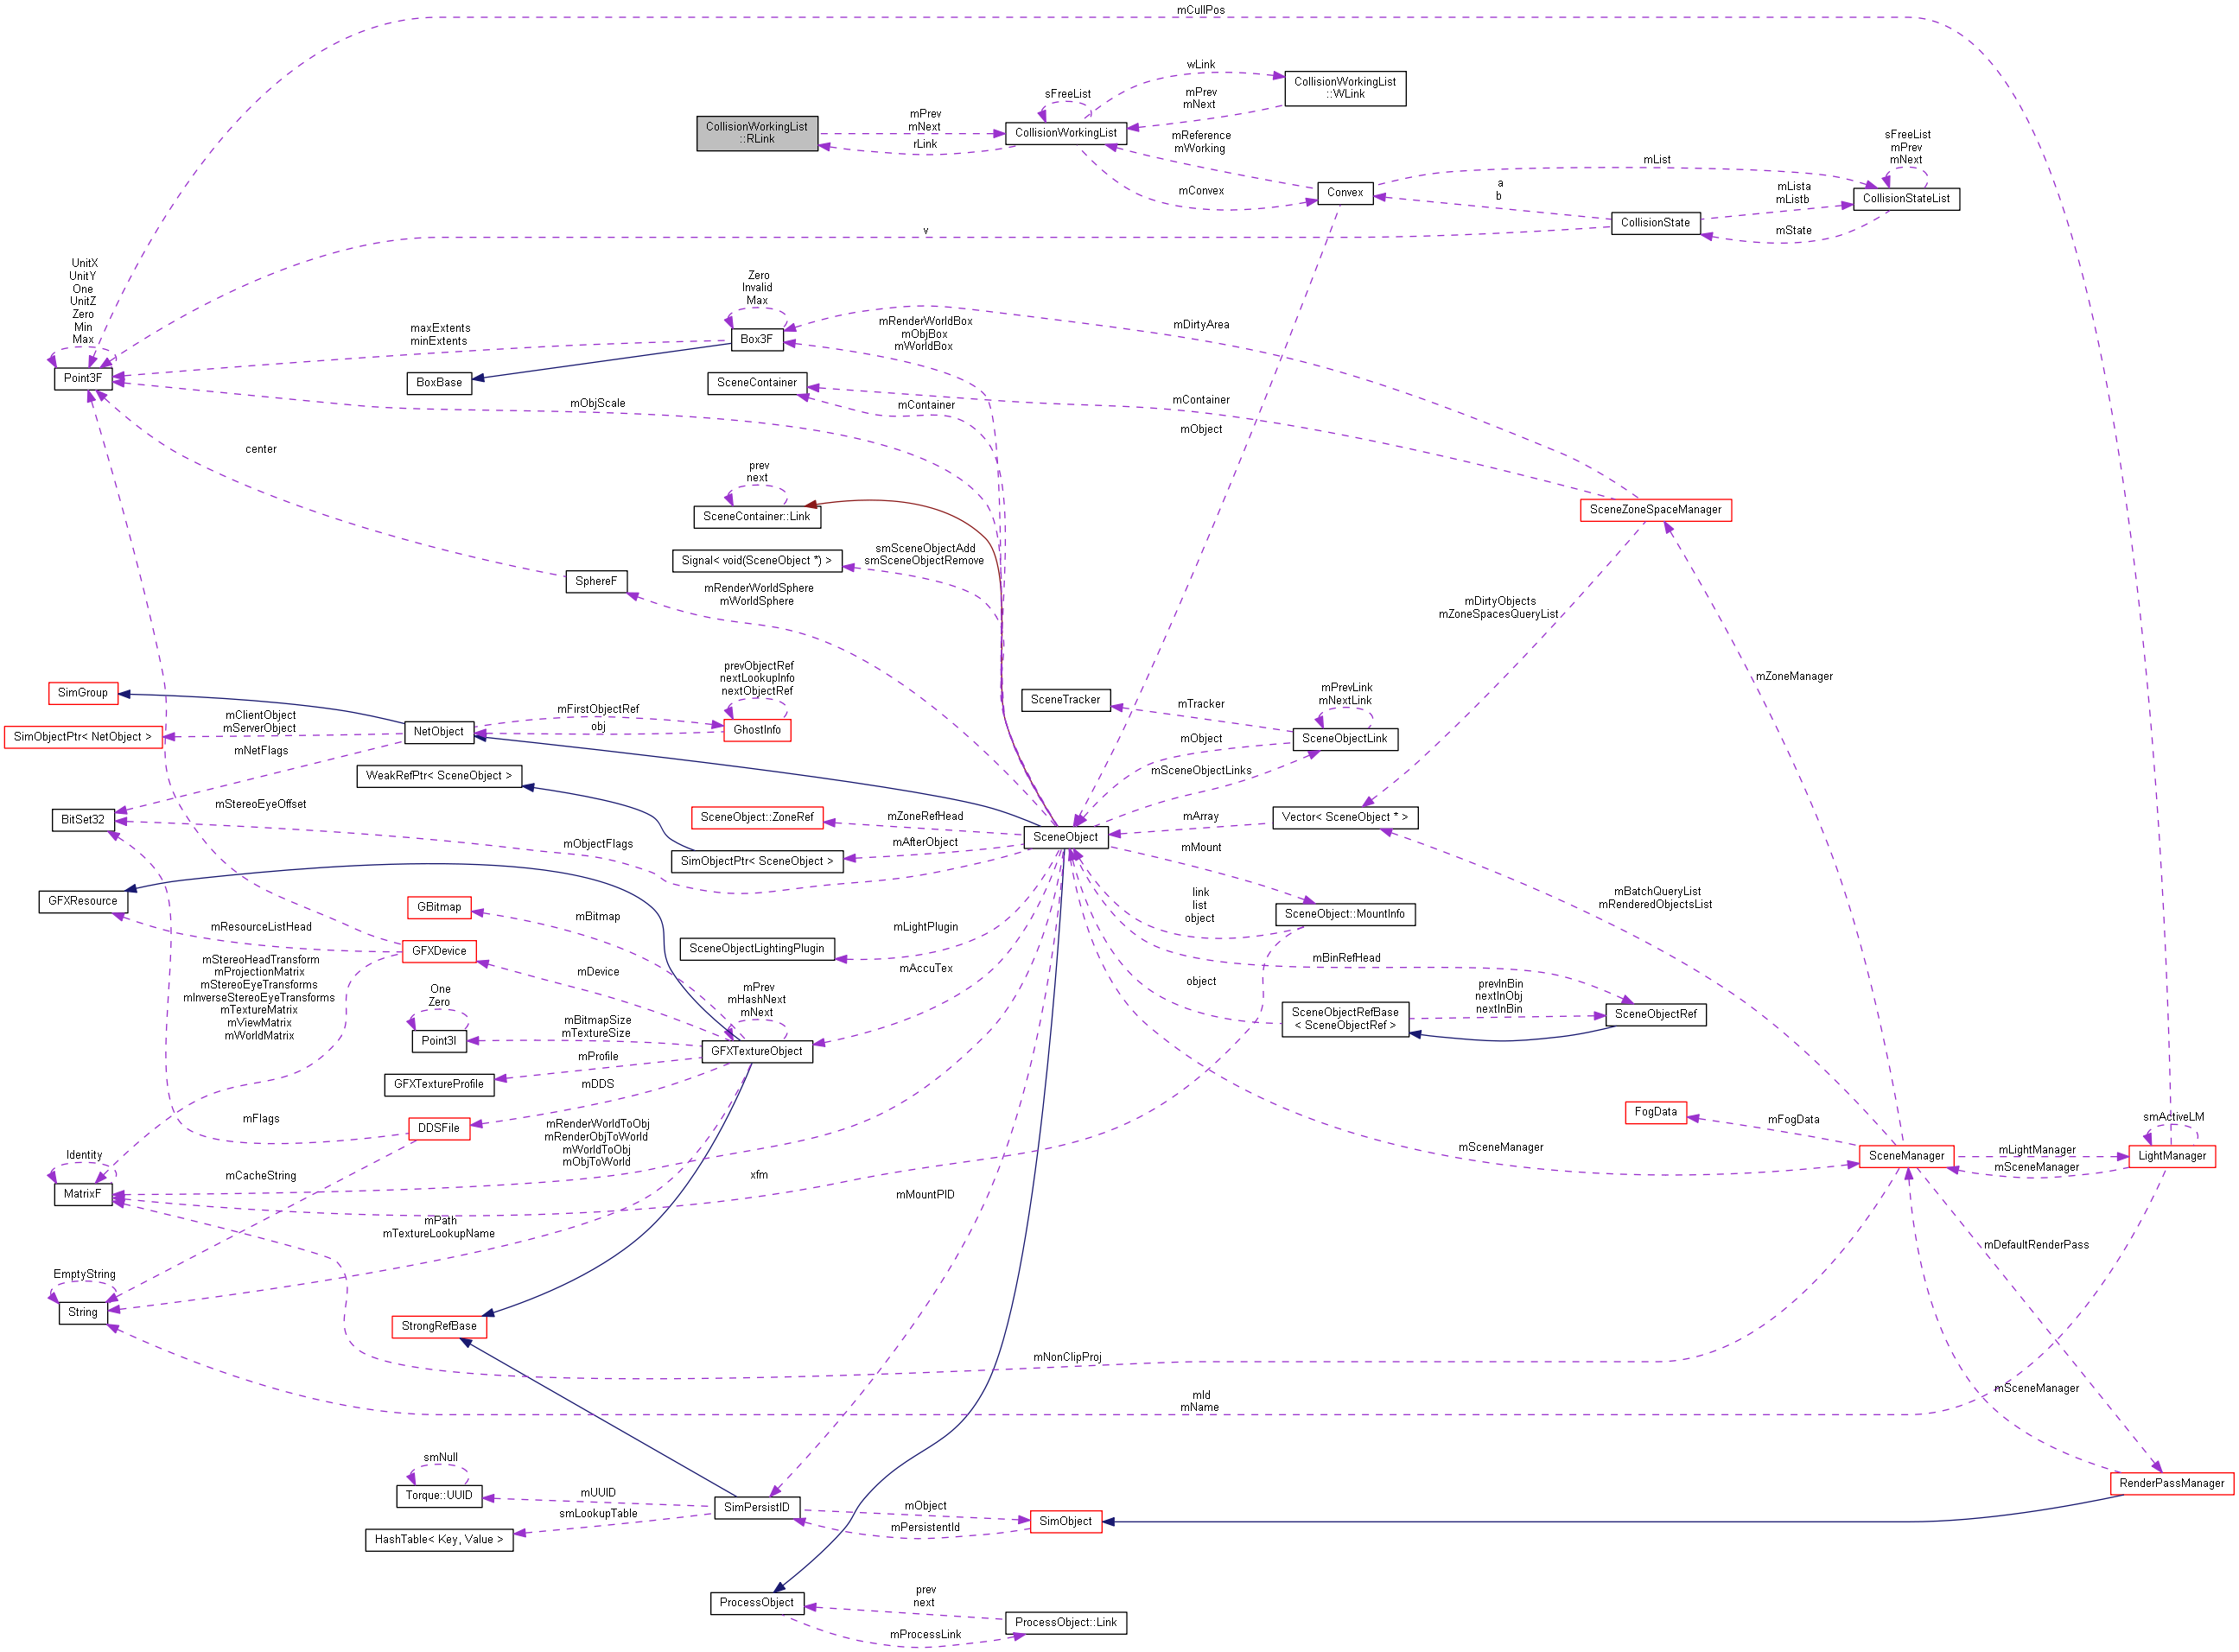 mCullPos
wLink
CollisionWorkingList
::WLink
sFreeList
mPrev
mNext
CollisionWorkingList
::RLink
mPrev
mNext
rLink
CollisionWorkingList
mReference
mWorking
sFreeList
mPrev
mNext
mList
mConvex
Convex
a
b
mLista
mListb
CollisionStateList
CollisionState
mState
v
UnitX
UnitY
One
UnitZ
Zero
Min
Max
Zero
Invalid
Max
maxExtents
minExtents
Box3F
mRenderWorldBox
mObjBox
mWorldBox
mDirtyArea
Point3F
BoxBase
SceneContainer
mObjScale
mContainer
mContainer
mObject
center
prev
next
SceneContainer::Link
SceneZoneSpaceManager
Signal< void(SceneObject *) >
smSceneObjectAdd
smSceneObjectRemove
SphereF
mRenderWorldSphere
mWorldSphere
mDirtyObjects
mZoneSpacesQueryList
prevObjectRef
nextLookupInfo
nextObjectRef
mZoneManager
SimGroup
mClientObject
mServerObject
SimObjectPtr< NetObject >
mNetFlags
NetObject
mFirstObjectRef
obj
GhostInfo
SceneTracker
mTracker
mPrevLink
mNextLink
SceneObjectLink
mObject
mSceneObjectLinks
WeakRefPtr< SceneObject >
mStereoEyeOffset
BitSet32
SceneObject::ZoneRef
mZoneRefHead
SceneObject
mArray
Vector< SceneObject * >
mObjectFlags
SimObjectPtr< SceneObject >
mAfterObject
mMount
GFXResource
GBitmap
mBitmap
mLightPlugin
link
list
object
SceneObject::MountInfo
mBatchQueryList
mRenderedObjectsList
mResourceListHead
GFXDevice
SceneObjectLightingPlugin
mStereoHeadTransform
mProjectionMatrix
mStereoEyeTransforms
mInverseStereoEyeTransforms
mTextureMatrix
mViewMatrix
mWorldMatrix
mDevice
mAccuTex
mBinRefHead
object
One
Zero
Point3I
mBitmapSize
mTextureSize
mPrev
mHashNext
mNext
GFXTextureObject
SceneObjectRefBase
< SceneObjectRef >
prevInBin
nextInObj
nextInBin
SceneObjectRef
GFXTextureProfile
mProfile
mDDS
mFlags
DDSFile
mRenderWorldToObj
mRenderObjToWorld
mWorldToObj
mObjToWorld
FogData
mFogData
smActiveLM
mSceneManager
SceneManager
mLightManager
mSceneManager
LightManager
Identity
MatrixF
mCacheString
xfm
mMountPID
mPath
mTextureLookupName
mDefaultRenderPass
EmptyString
String
StrongRefBase
mNonClipProj
mId
mName
mSceneManager
smNull
Torque::UUID
mUUID
smLookupTable
SimPersistID
mObject
mPersistentId
SimObject
RenderPassManager
HashTable< Key, Value >
ProcessObject
prev
next
mProcessLink
ProcessObject::Link